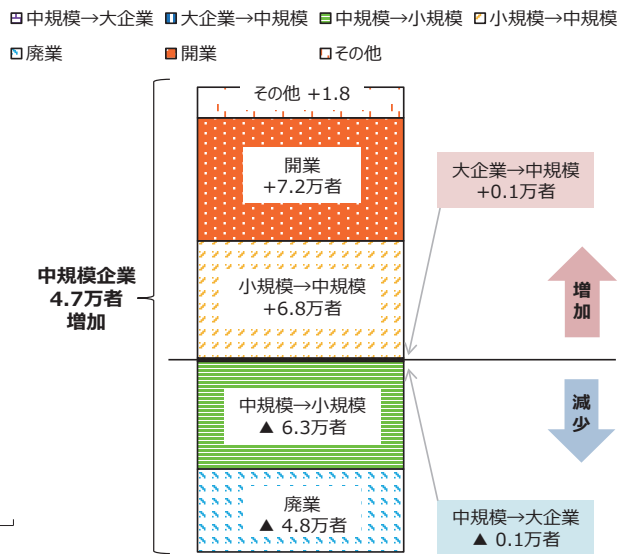 中規模→大企業 大企業→中規模 中規模→小規模 小規模→中規模
廃業 開業 その他
その他 +1.8
開業
+7.2万者
大企業→中規模
+0.1万者
中規模企業
4.7万者
増加
小規模→中規模
+6.8万者
増
加
中規模→小規模
▲ 6.3万者
減
少
廃業
▲ 4.8万者
中規模→大企業
▲ 0.1万者